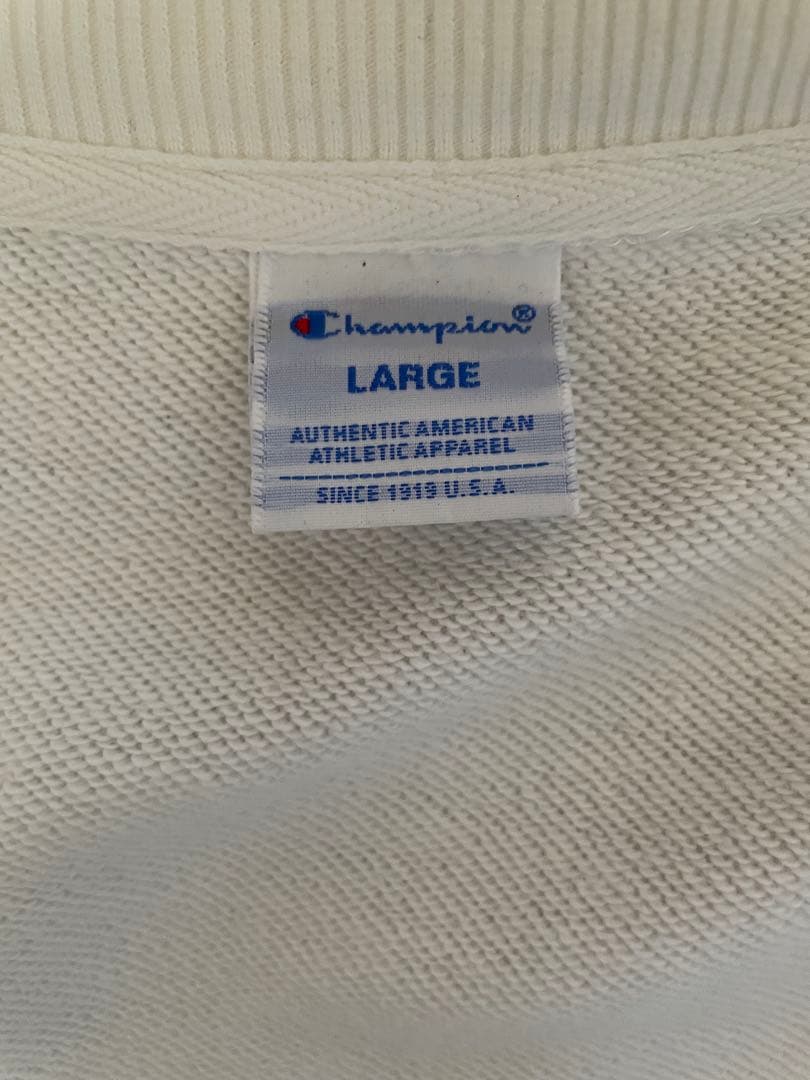 Champion®
LARGE
AUTHENTIC AMERICAN
ATHLETIC APPAREL
SINCE 1919 U.S.A.